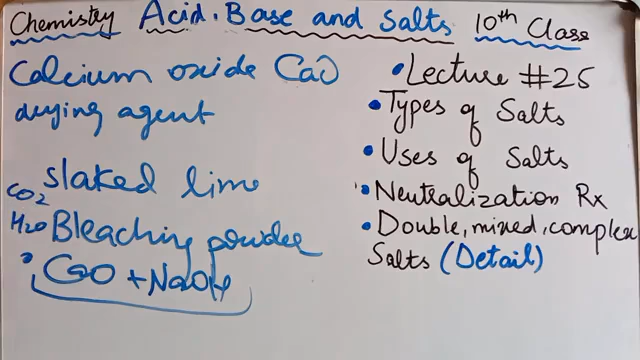 Chemistry Acid, Base and Salts 10th Class
Calcium oxide CaO
drying agent
slaked lime
CO2
H2O Bleaching powder
CaO + NaOH
• Lecture #25
• Types of Salts
• Uses of Salts
• Neutralization Rx
• Double, mixed, complex
Salts (Detail)